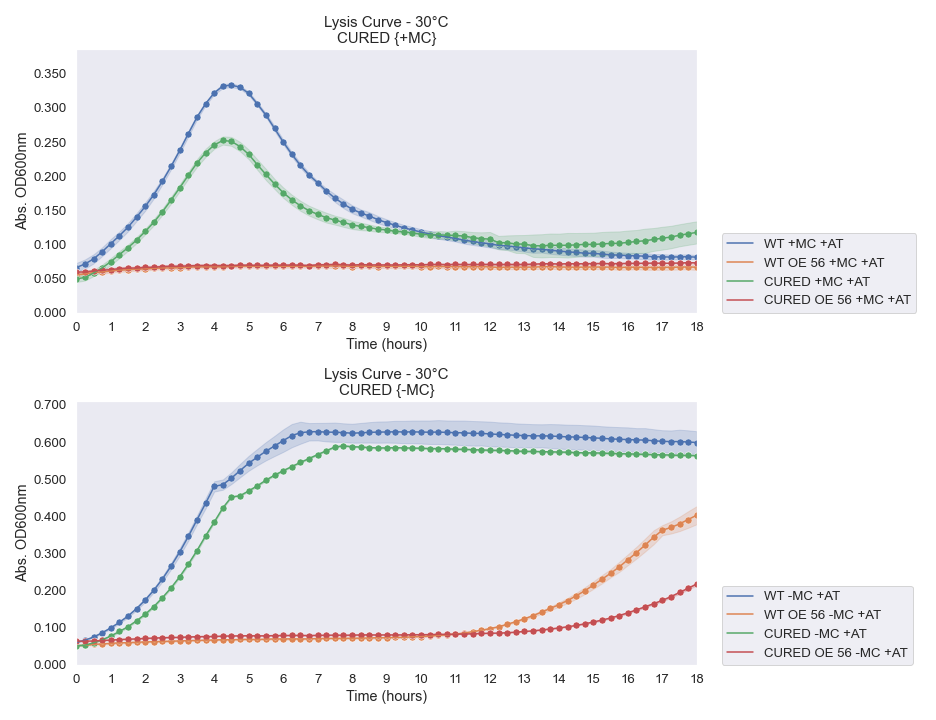 Lysis Curve - 30°C
CURED {+MC}
Abs. OD600nm
0.350
0.300
0.250
0.200
0.150
0.100
0.050
0.000
0 1 2 3 4 5 6 7 8 9 10 11 12 13 14 15 16 17 18
Time (hours)
WT +MC +AT
WT OE 56 +MC +AT
CURED +MC +AT
CURED OE 56 +MC +AT
Lysis Curve - 30°C
CURED {-MC}
Abs. OD600nm
0.700
0.600
0.500
0.400
0.300
0.200
0.100
0.000
0 1 2 3 4 5 6 7 8 9 10 11 12 13 14 15 16 17 18
Time (hours)
WT -MC +AT
WT OE 56 -MC +AT
CURED -MC +AT
CURED OE 56 -MC +AT